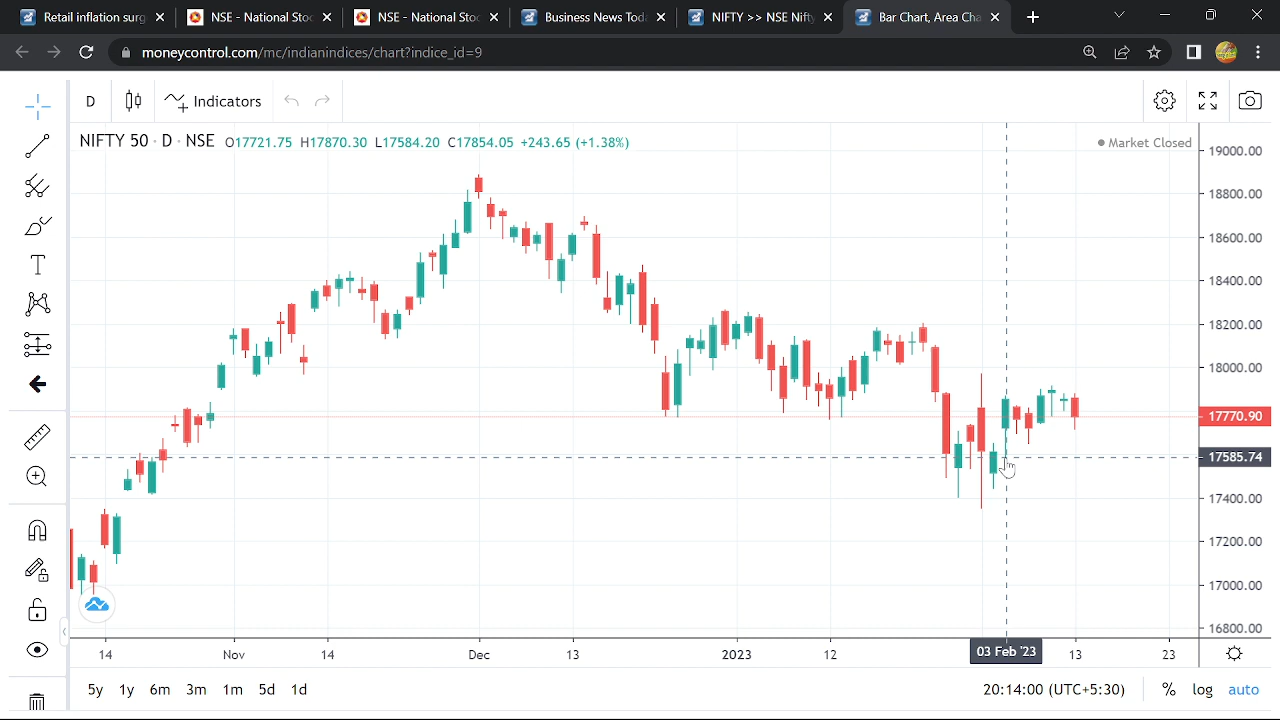 Retail inflation surg
NSE - National Sto
NSE - National Sto
Business News Toda
NIFTY >> NSE Nift
Bar Chart, Area Cha
moneycontrol.com/mc/indianindices/chart?indice_id=9
D
Indicators
NIFTY 50 · D · NSE O17721.75 H17870.30 L17584.20 C17854.05 +243.65 (+1.38%)
Market Closed
19000.00
18800.00
18600.00
18400.00
18200.00
18000.00
17770.90
17585.74
17400.00
17200.00
17000.00
16800.00
14 Nov 14 Dec 13 2023 12 03 Feb '23 13 23
5y 1y 6m 3m 1m 5d 1d
20:14:00 (UTC+5:30) % log auto